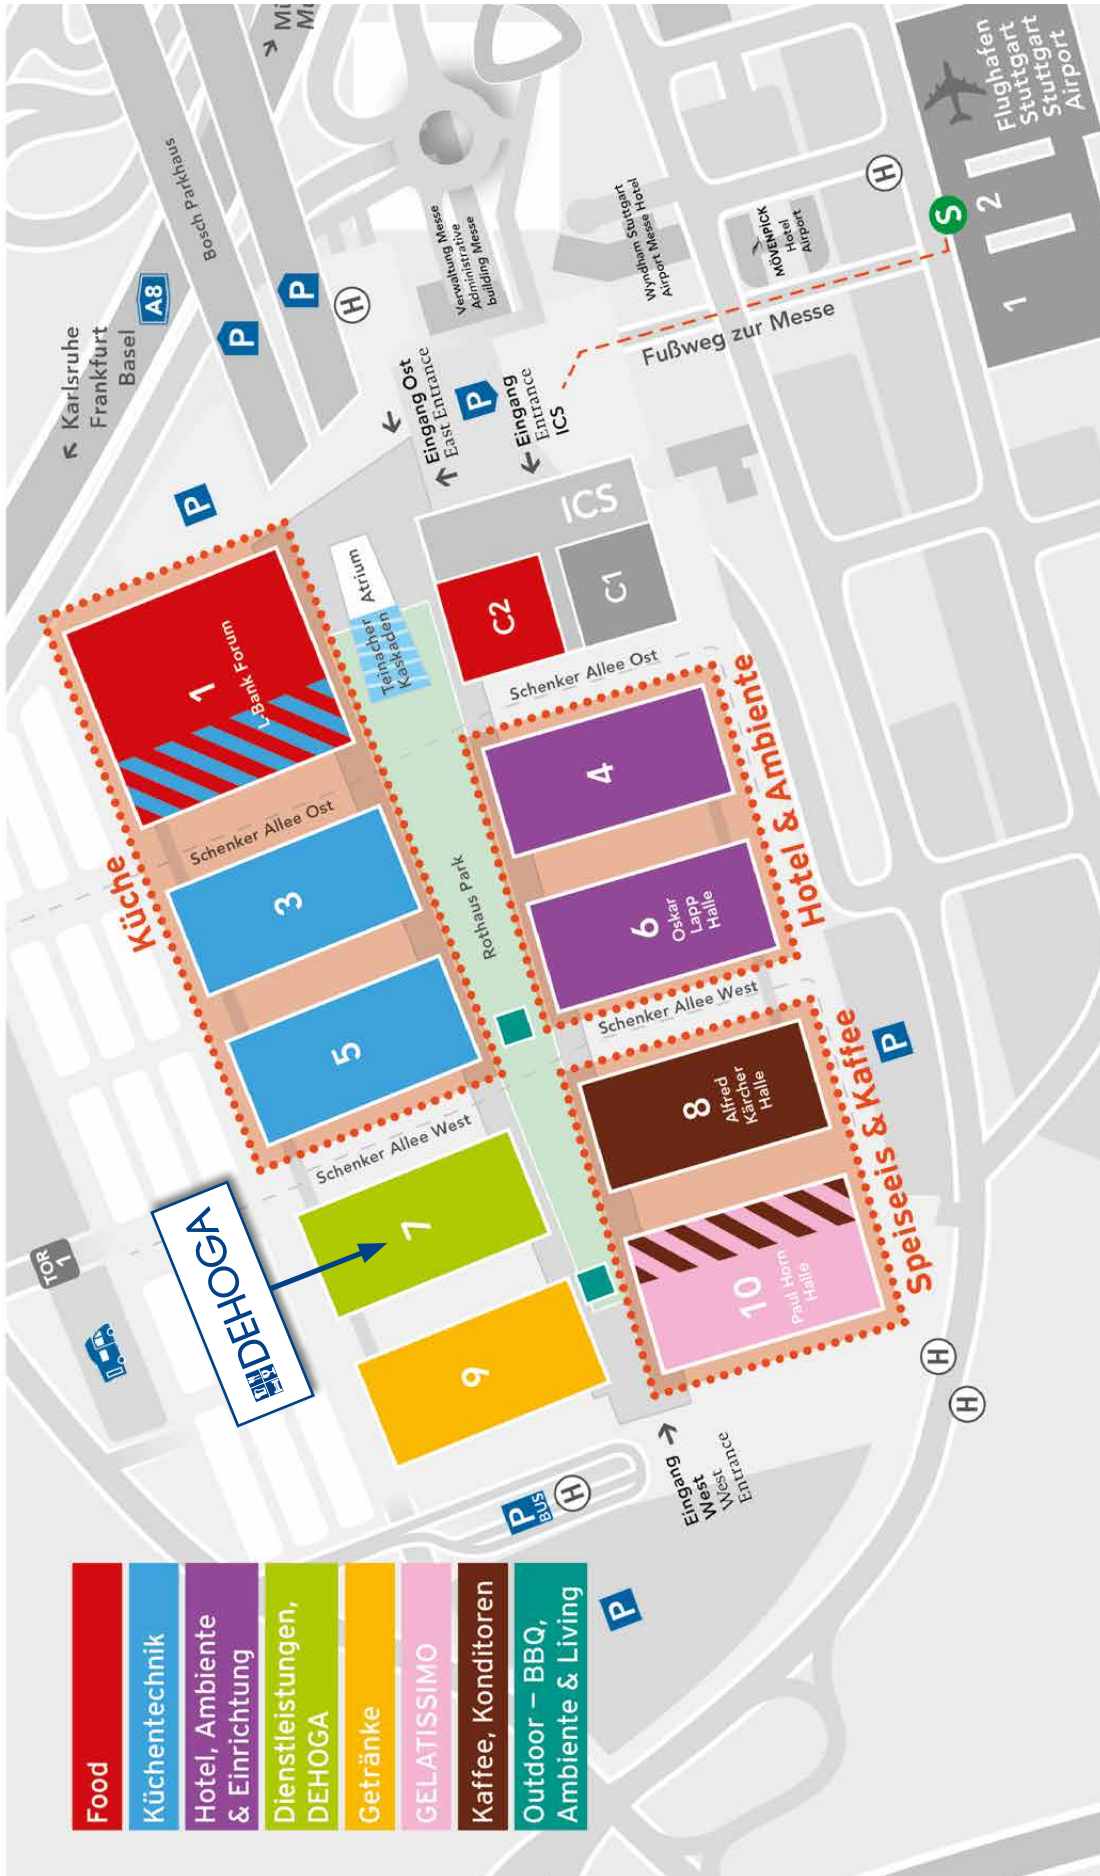 Food
Küchentechnik
Hotel, Ambiente
& Einrichtung
Dienstleistungen,
DEHOGA
Getränke
GELATISSIMO
Kaffee, Konditoren
Outdoor – BBQ,
Ambiente & Living
P
P
BUS
H
TOR
1
DEHOGA
Eingang
West
West
Entrance
H
H
9
7
10
Paul Horn
Halle
8
Alfred
Kärcher
Halle
Speiseeis & Kaffee
P
Schenker Allee West
Schenker Allee West
5
3
Küche
Schenker Allee Ost
1
L-Bank Forum
Rothaus Park
6
Oskar
Lapp
Halle
4
Hotel & Ambiente
Schenker Allee Ost
Teinacher
Kaskaden
Atrium
C2
C1
ICS
P
Eingang Ost
East Entrance
P
Eingang
Entrance
ICS
Karlsruhe
Frankfurt
Basel
A8
P
P
H
Bosch Parkhaus
Mü
Mu
Verwaltung Messe
Administrative
building Messe
Wyndham Stuttgart
Airport Messe Hotel
MÖVENPICK
Hotel
Airport
Fußweg zur Messe
H
S
1
2
Flughafen
Stuttgart
Stuttgart
Airport